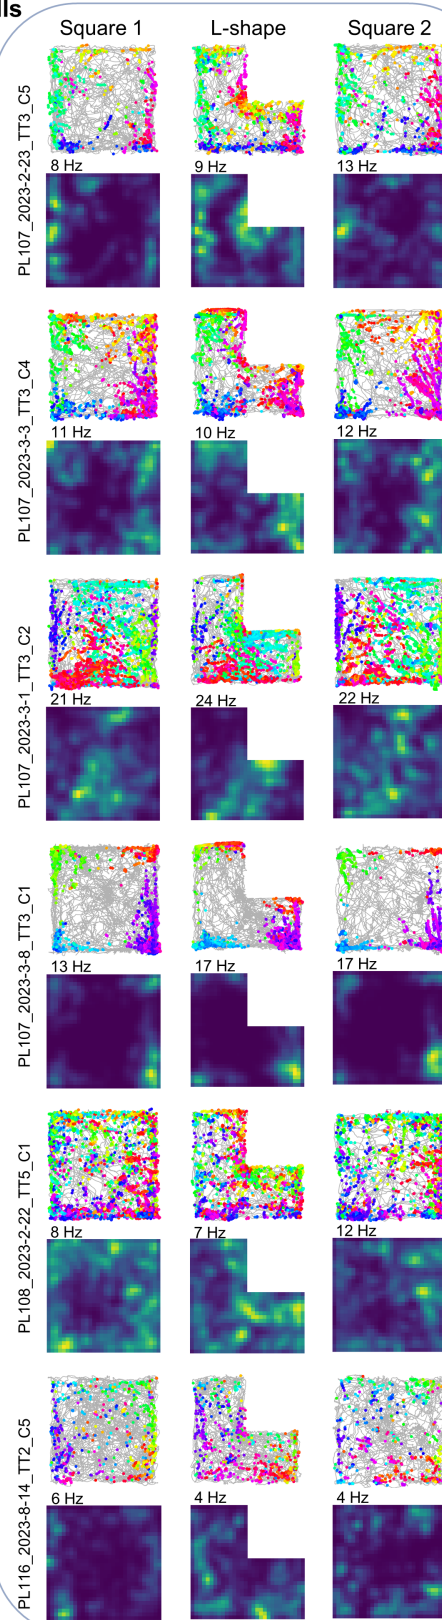 lls
Square 1 L-shape Square 2
PL107_2023-2-23_TT3_C5
8 Hz 9 Hz 13 Hz
PL107_2023-3-3_TT3_C4
11 Hz 10 Hz 12 Hz
PL107_2023-3-1_TT3_C2
21 Hz 24 Hz 22 Hz
PL107_2023-3-8_TT3_C1
13 Hz 17 Hz 17 Hz
PL108_2023-2-22_TT5_C1
8 Hz 7 Hz 12 Hz
PL116_2023-8-14_TT2_C5
6 Hz 4 Hz 4 Hz